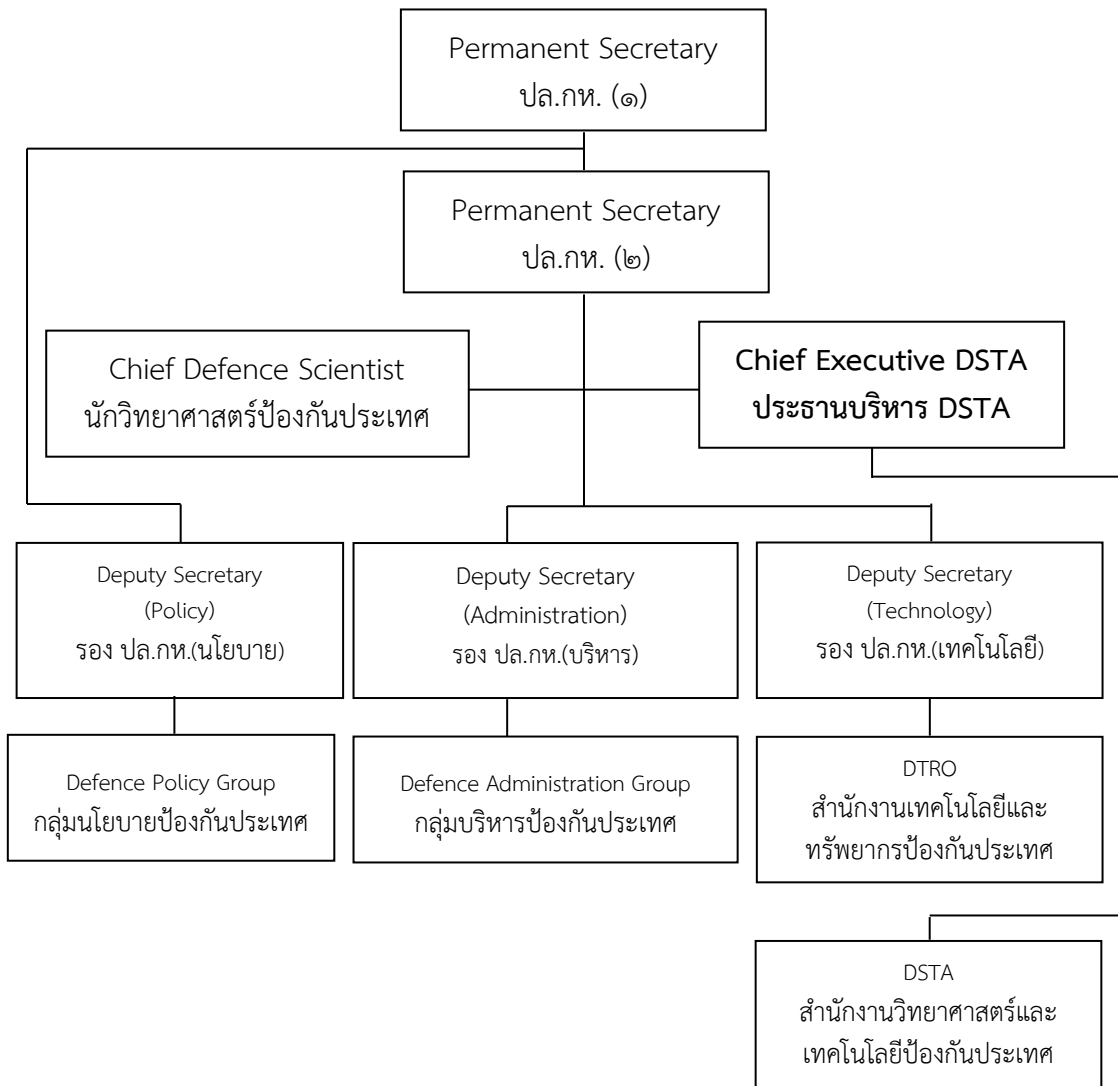 Permanent Secretary
ปล.กห. (๑)
Permanent Secretary
ปล.กห. (๒)
Chief Defence Scientist
นักวิทยาศาสตร์ป้องกันประเทศ
Chief Executive DSTA
ประธานบริหาร DSTA
Deputy Secretary
(Policy)
รอง ปล.กห.(นโยบาย)
Deputy Secretary
(Administration)
รอง ปล.กห.(บริหาร)
Deputy Secretary
(Technology)
รอง ปล.กห.(เทคโนโลยี)
Defence Policy Group
กลุ่มนโยบายป้องกันประเทศ
Defence Administration Group
กลุ่มบริหารป้องกันประเทศ
DTRO
สำนักงานเทคโนโลยีและ
ทรัพยากรป้องกันประเทศ
DSTA
สำนักงานวิทยาศาสตร์และ
เทคโนโลยีป้องกันประเทศ